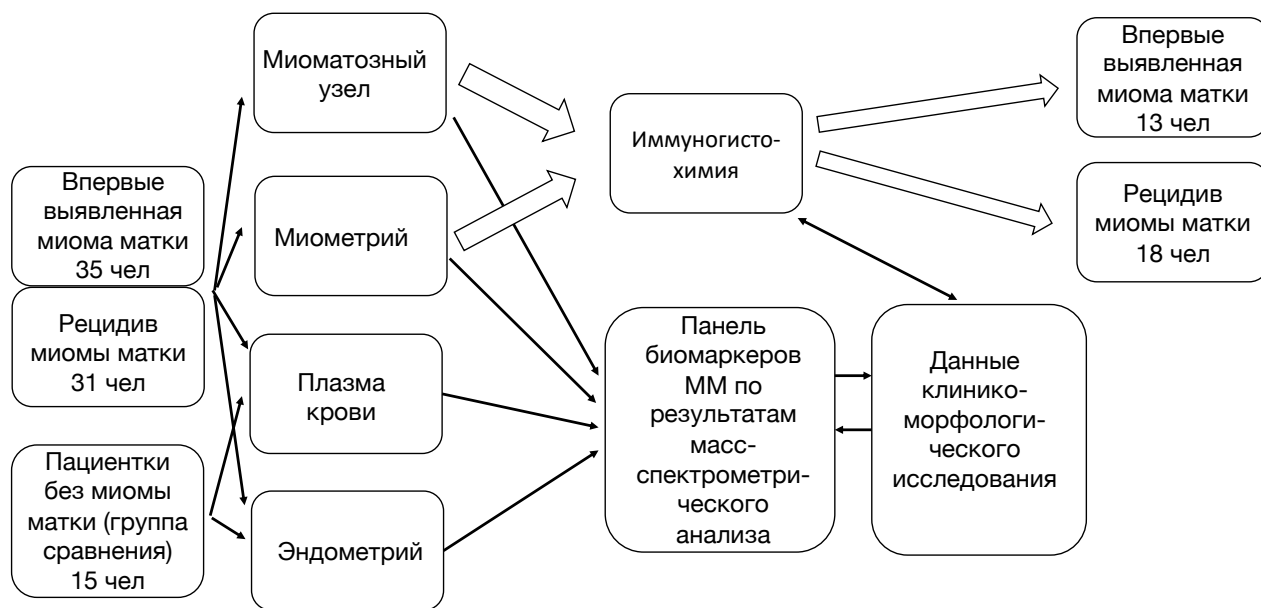 Впервые
выявленная
миома матки
35 чел
Рецидив
миомы матки
31 чел
Пациентки
без миомы
матки (группа
сравнения)
15 чел
Миоматозный
узел
Миометрий
Плазма
крови
Эндометрий
Иммуногисто-
химия
Панель
биомаркеров
ММ по
результатам
масс-
спектрометри-
ческого
анализа
Впервые
выявленная
миома матки
13 чел
Рецидив
миомы матки
18 чел
Данные
клинико-
морфологи-
ческого
исследования